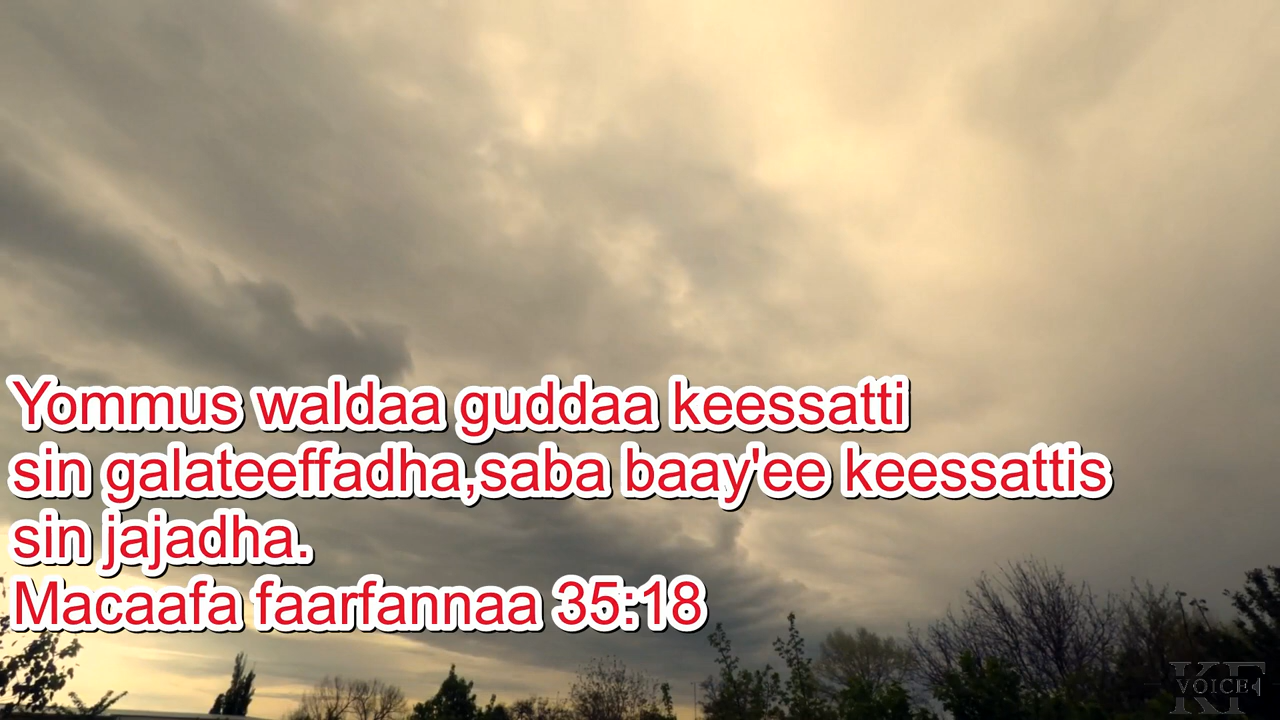 Yommus waldaa guddaa keessatti
sin galateeffadha,saba baay'ee keessattis
sin jajadha.
Macaafa faarfannaa 35:18
KF
VOICE